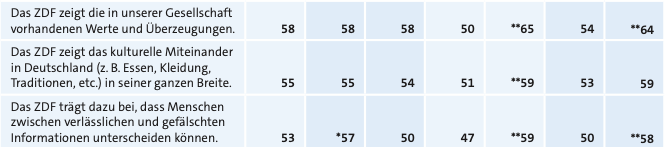 Das ZDF zeigt die in unserer Gesellschaft
vorhandenen Werte und Überzeugungen. 58 58 58 50 **65 54 **64
Das ZDF zeigt das kulturelle Miteinander
in Deutschland (z. B. Essen, Kleidung,
Traditionen, etc.) in seiner ganzen Breite. 55 55 54 51 **59 53 59
Das ZDF trägt dazu bei, dass Menschen
zwischen verlässlichen und gefälschten
Informationen unterscheiden können. 53 *57 50 47 **59 50 **58